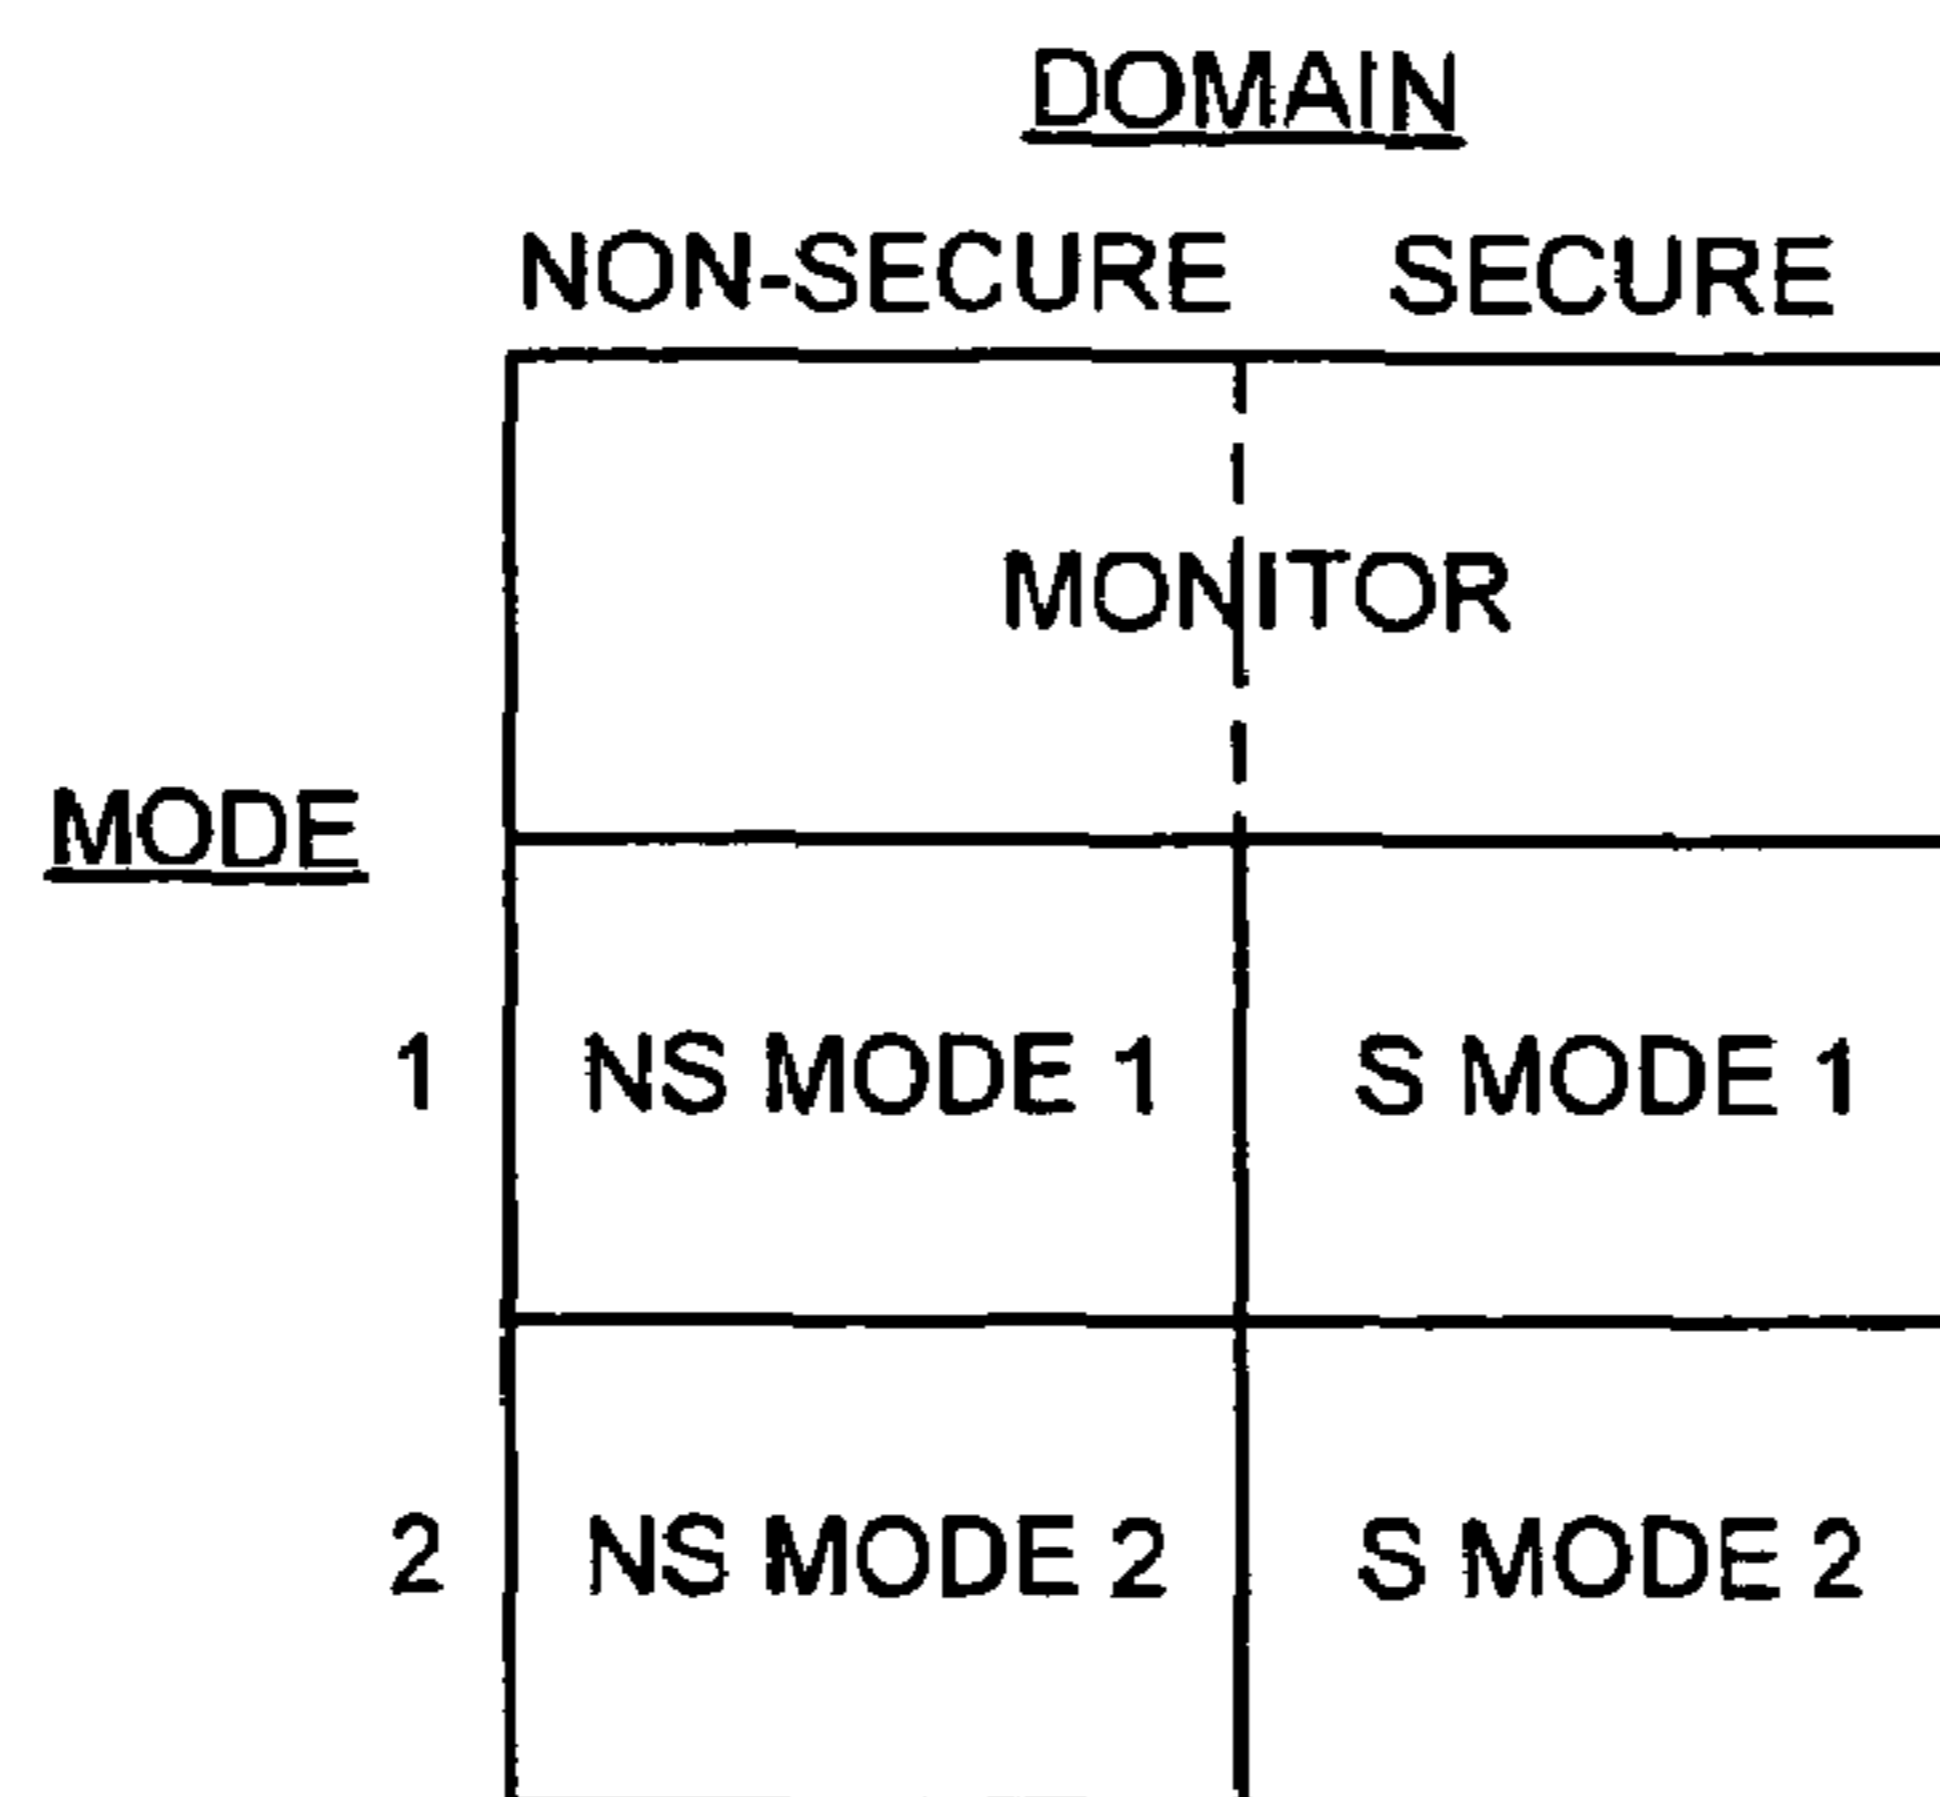 DOMAIN
NON-SECURE SECURE
MONITOR
MODE
1 NS MODE 1 S MODE 1
2 NS MODE 2 S MODE 2